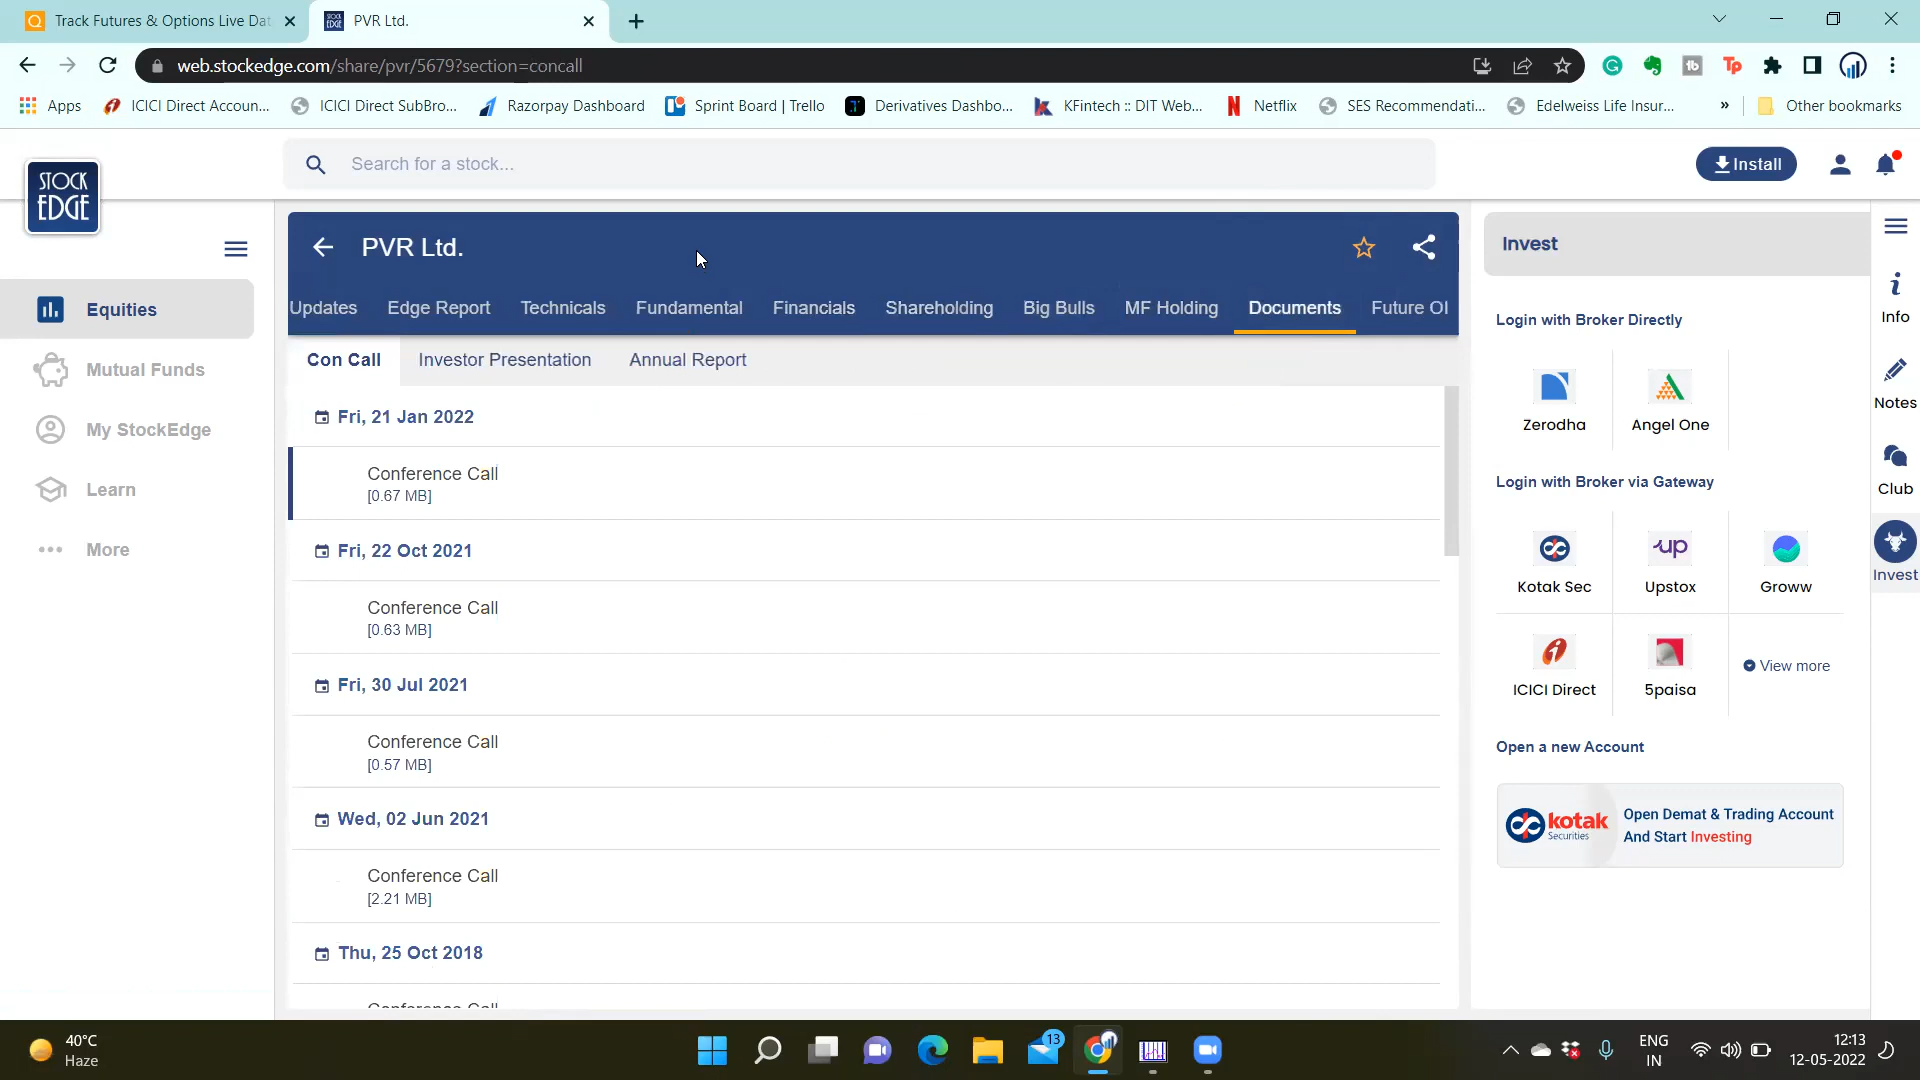 Track Futures & Options Live Dat
PVR Ltd.
web.stockedge.com/share/pvr/5679?section=concall
Apps
ICICI Direct Accoun...
ICICI Direct SubBro...
Razorpay Dashboard
Sprint Board | Trello
Derivatives Dashbo...
KFintech :: DIT Web...
Netflix
SES Recommendati...
Edelweiss Life Insur...
»
Other bookmarks
STOCK
EDGE
Search for a stock...
Install
Equities
Mutual Funds
My StockEdge
Learn
More
PVR Ltd.
Updates
Edge Report
Technicals
Fundamental
Financials
Shareholding
Big Bulls
MF Holding
Documents
Future OI
Con Call
Investor Presentation
Annual Report
Fri, 21 Jan 2022
Conference Call
[0.67 MB]
Fri, 22 Oct 2021
Conference Call
[0.63 MB]
Fri, 30 Jul 2021
Conference Call
[0.57 MB]
Wed, 02 Jun 2021
Conference Call
[2.21 MB]
Thu, 25 Oct 2018
Conference Call
Invest
Login with Broker Directly
Zerodha
Angel One
Login with Broker via Gateway
Kotak Sec
Upstox
Groww
ICICI Direct
5paisa
View more
Open a new Account
kotak
Securities
Open Demat & Trading Account
And Start Investing
Info
Notes
Club
Invest
40°C
Haze
13
ENG
IN
12:13
12-05-2022